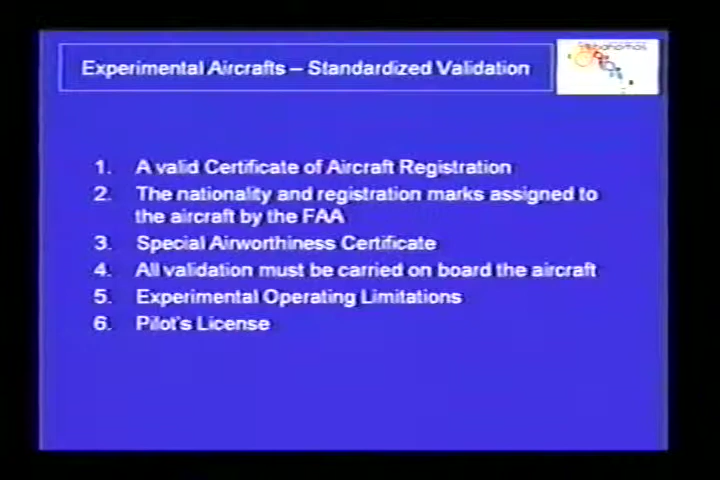 Experimental Aircrafts – Standardized Validation
1. A valid Certificate of Aircraft Registration
2. The nationality and registration marks assigned to
the aircraft by the FAA
3. Special Airworthiness Certificate
4. All validation must be carried on board the aircraft
5. Experimental Operating Limitations
6. Pilot's License